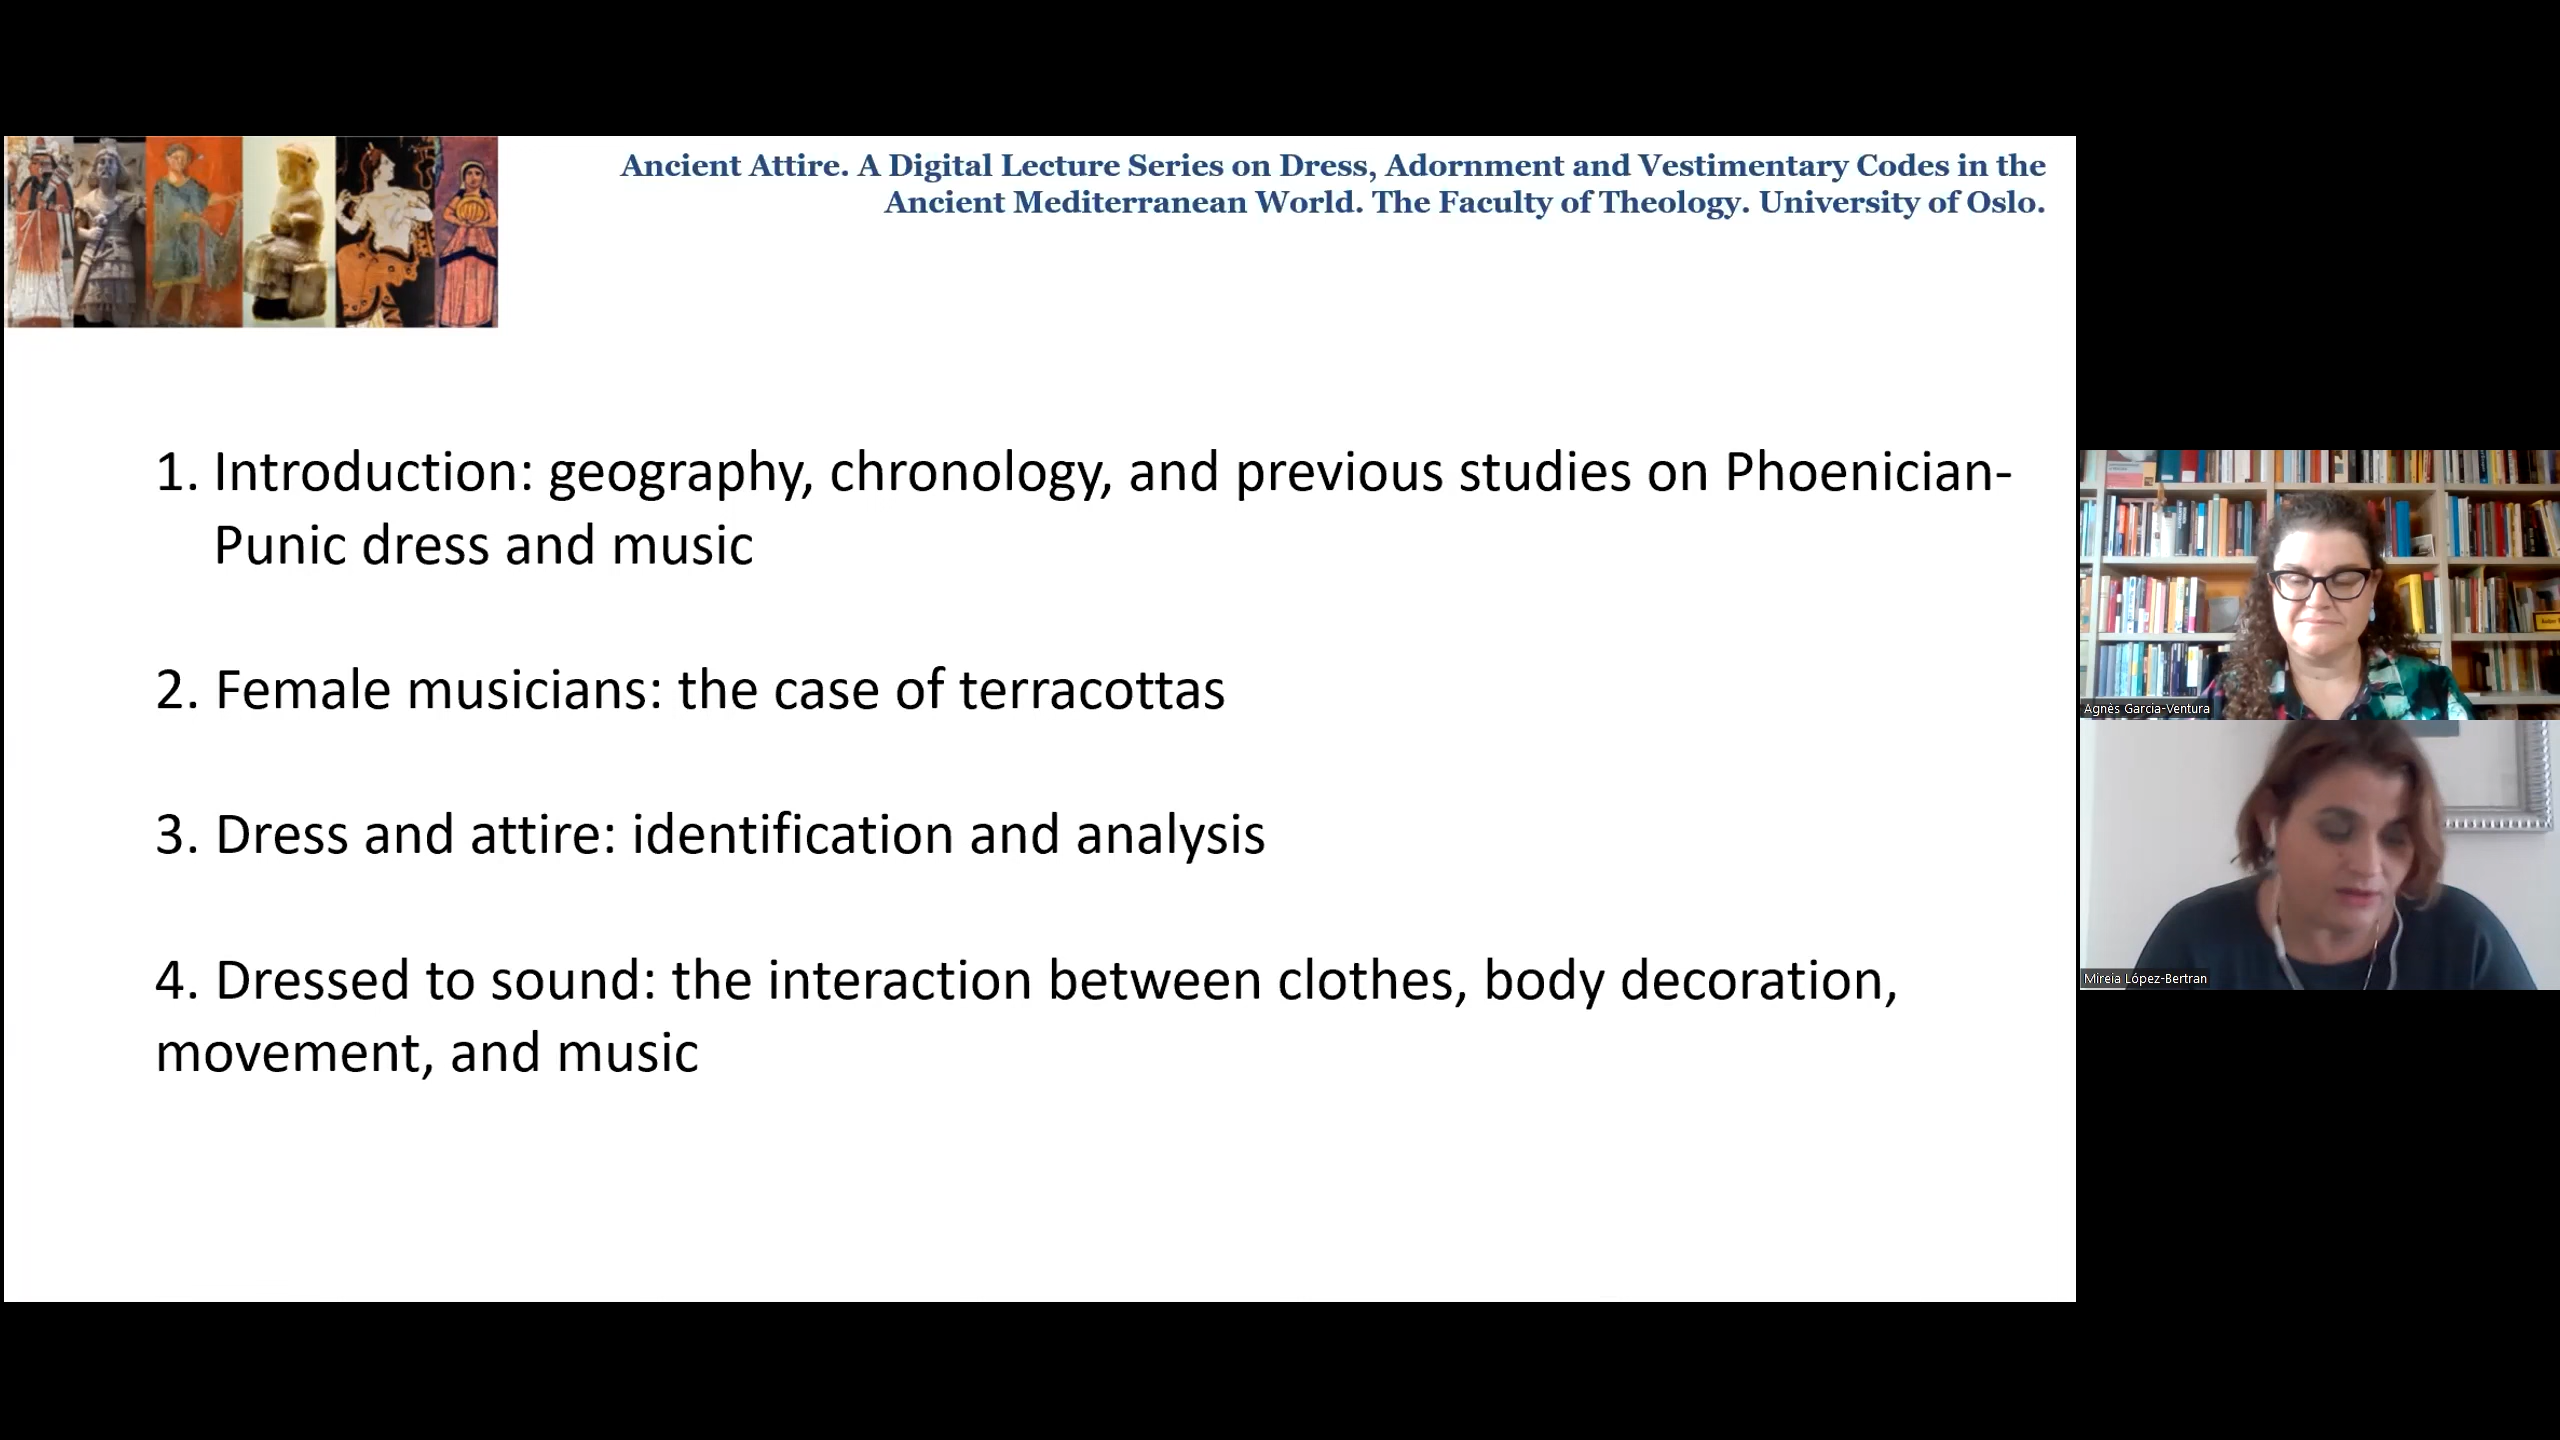 Ancient Attire. A Digital Lecture Series on Dress, Adornment and Vestimentary Codes in the
Ancient Mediterranean World. The Faculty of Theology. University of Oslo.
1. Introduction: geography, chronology, and previous studies on Phoenician-
Punic dress and music
2. Female musicians: the case of terracottas
3. Dress and attire: identification and analysis
4. Dressed to sound: the interaction between clothes, body decoration,
movement, and music
Agnès Garcia-Ventura
Mireia López-Bertran